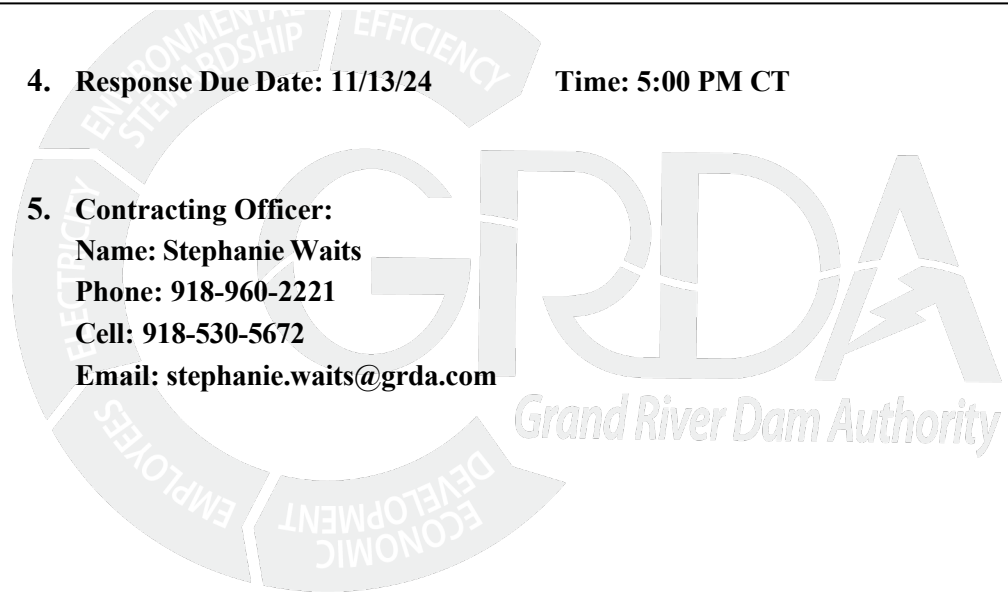 4. Response Due Date: 11/13/24 Time: 5:00 PM CT
5. Contracting Officer:
Name: Stephanie Waits
Phone: 918-960-2221
Cell: 918-530-5672
Email: stephanie.waits@grda.com
ENVIRONMENTAL
STEWARDSHIP
EFFICIENCY
ELECTRICITY
EMPLOYEES
ECONOMIC
DEVELOPMENT
GRDA
Grand River Dam Authority